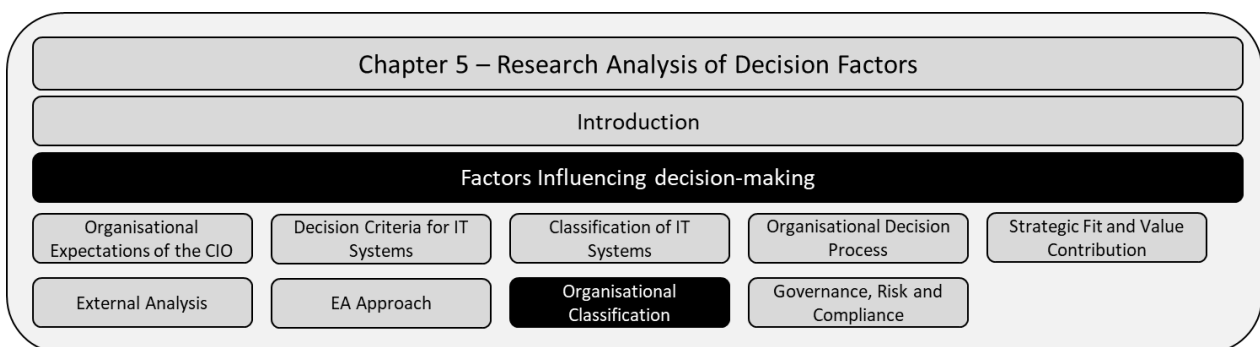 Chapter 5 – Research Analysis of Decision Factors
Introduction
Factors Influencing decision-making
Organisational
Expectations of the CIO
Decision Criteria for IT
Systems
Classification of IT
Systems
Organisational Decision
Process
Strategic Fit and Value
Contribution
External Analysis
EA Approach
Organisational
Classification
Governance, Risk and
Compliance